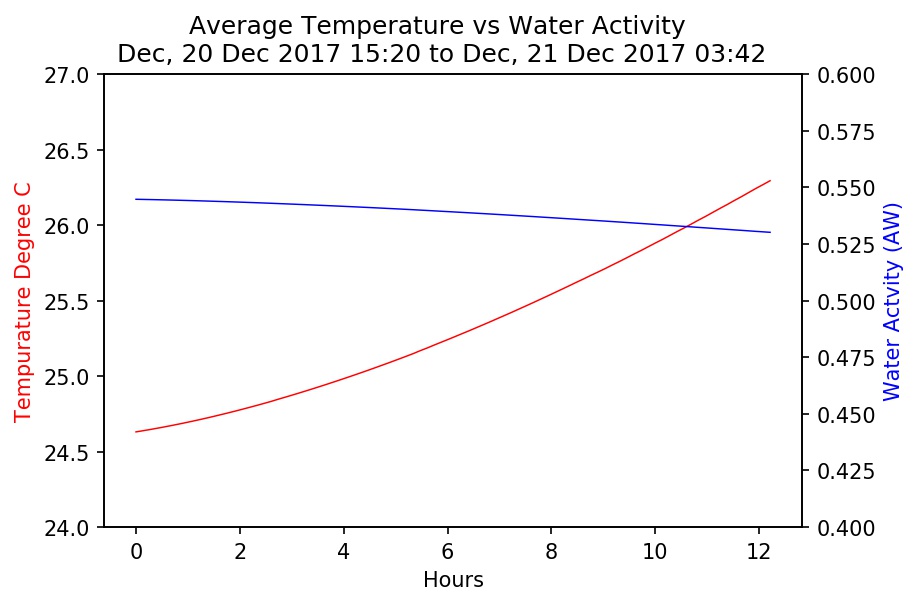 Average Temperature vs Water Activity
Dec, 20 Dec 2017 15:20 to Dec, 21 Dec 2017 03:42
27.0
26.5
26.0
25.5
25.0
24.5
24.0
Tempurature Degree C
0.600
0.575
0.550
0.525
0.500
0.475
0.450
0.425
0.400
Water Actvity (AW)
0 2 4 6 8 10 12
Hours